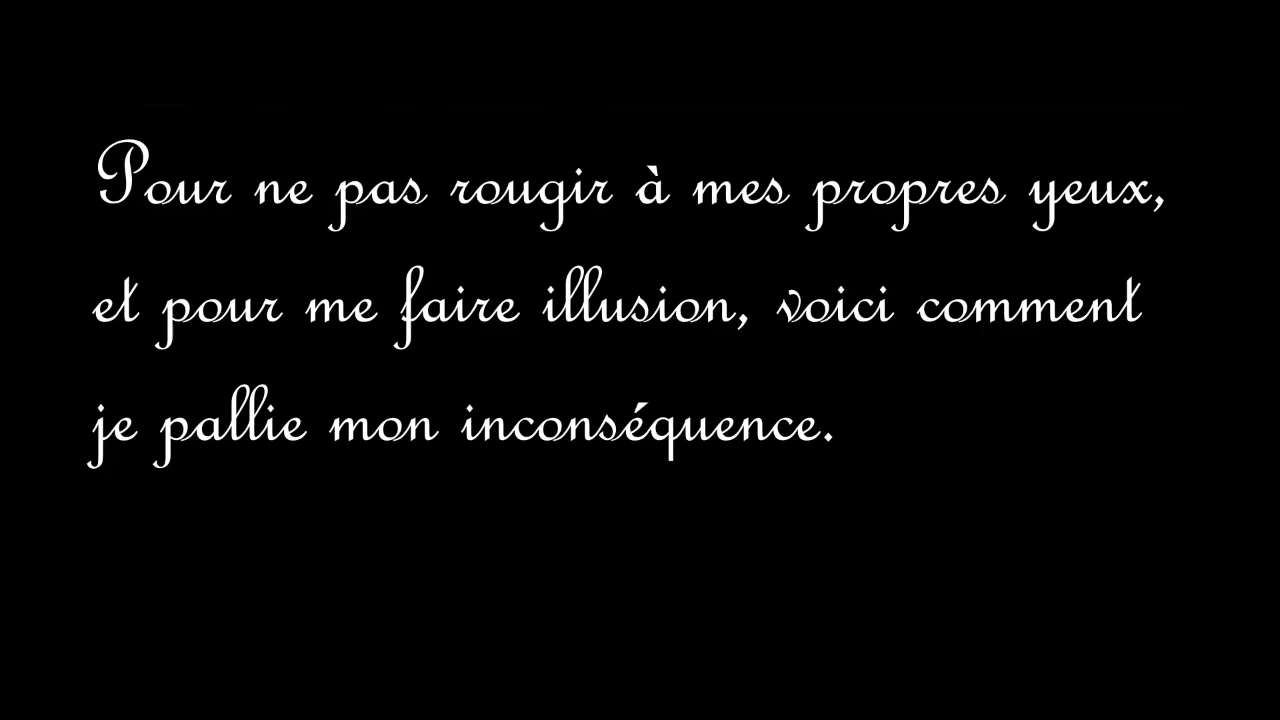 Pour ne pas rougir à mes propres yeux,
et pour me faire illusion, voici comment
je pallie mon inconséquence.